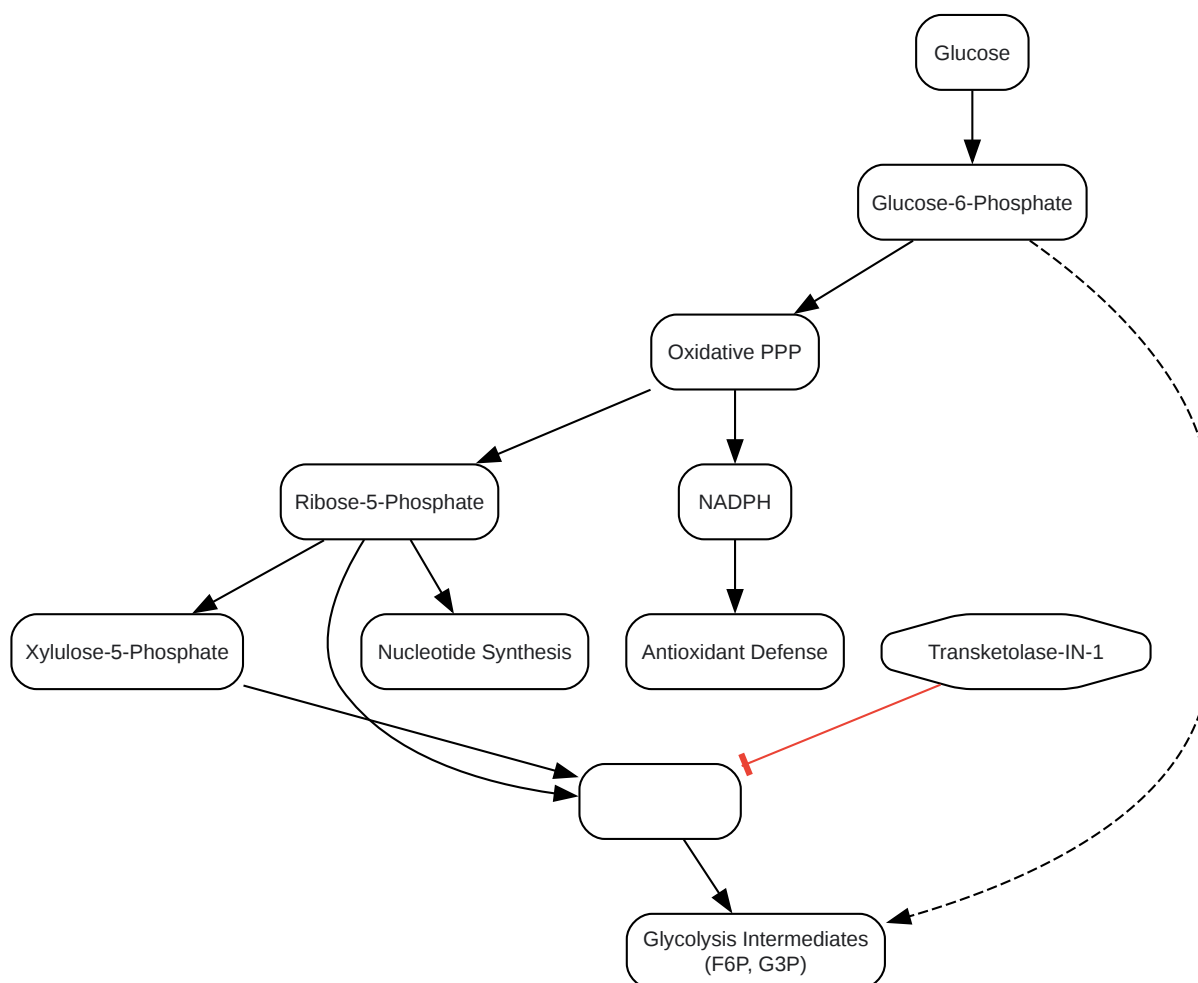 Glucose
Glucose-6-Phosphate
Oxidative PPP
Ribose-5-Phosphate
NADPH
Xylulose-5-Phosphate
Nucleotide Synthesis
Antioxidant Defense
Transketolase-IN-1
Glycolysis Intermediates
(F6P, G3P)